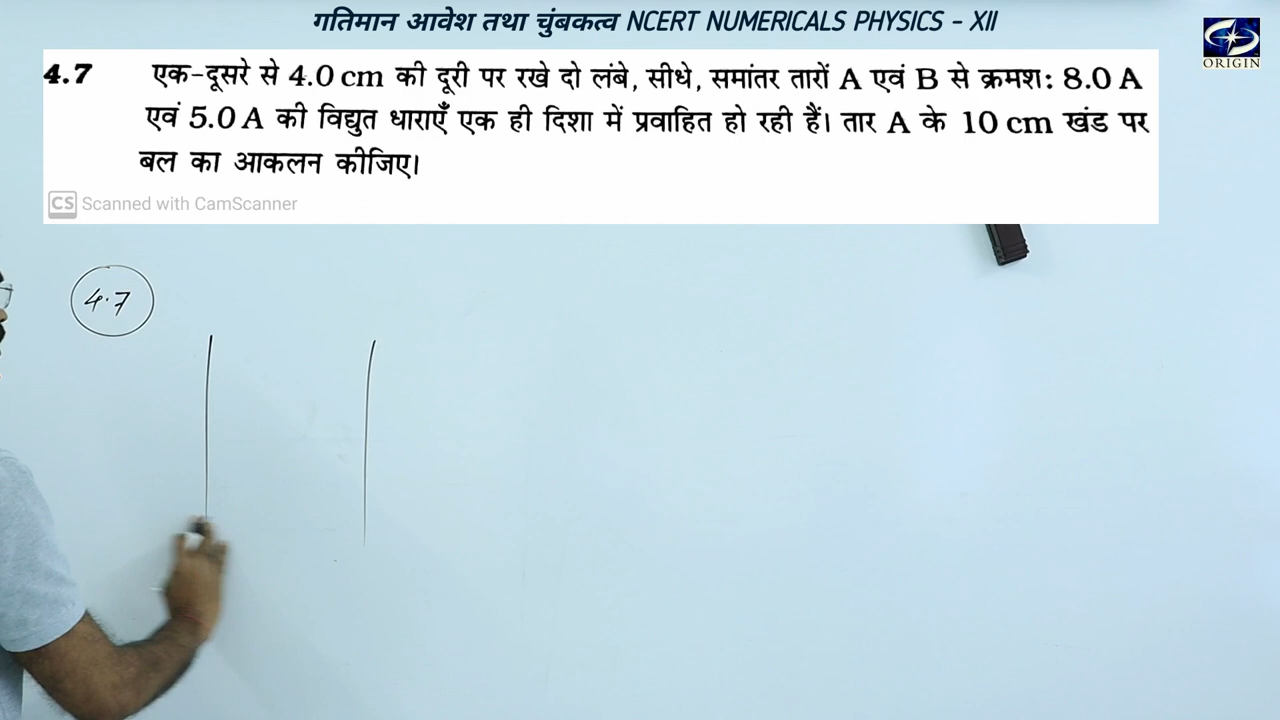 गतिमान आवेश तथा चुंबकत्व NCERT NUMERICALS PHYSICS - XII
ORIGIN
4.7 एक-दूसरे से 4.0 cm की दूरी पर रखे दो लंबे, सीधे, समांतर तारों A एवं B से क्रमश: 8.0 A
एवं 5.0 A की विद्युत धाराएँ एक ही दिशा में प्रवाहित हो रही हैं। तार A के 10 cm खंड पर
बल का आकलन कीजिए।
CS Scanned with CamScanner
4.7